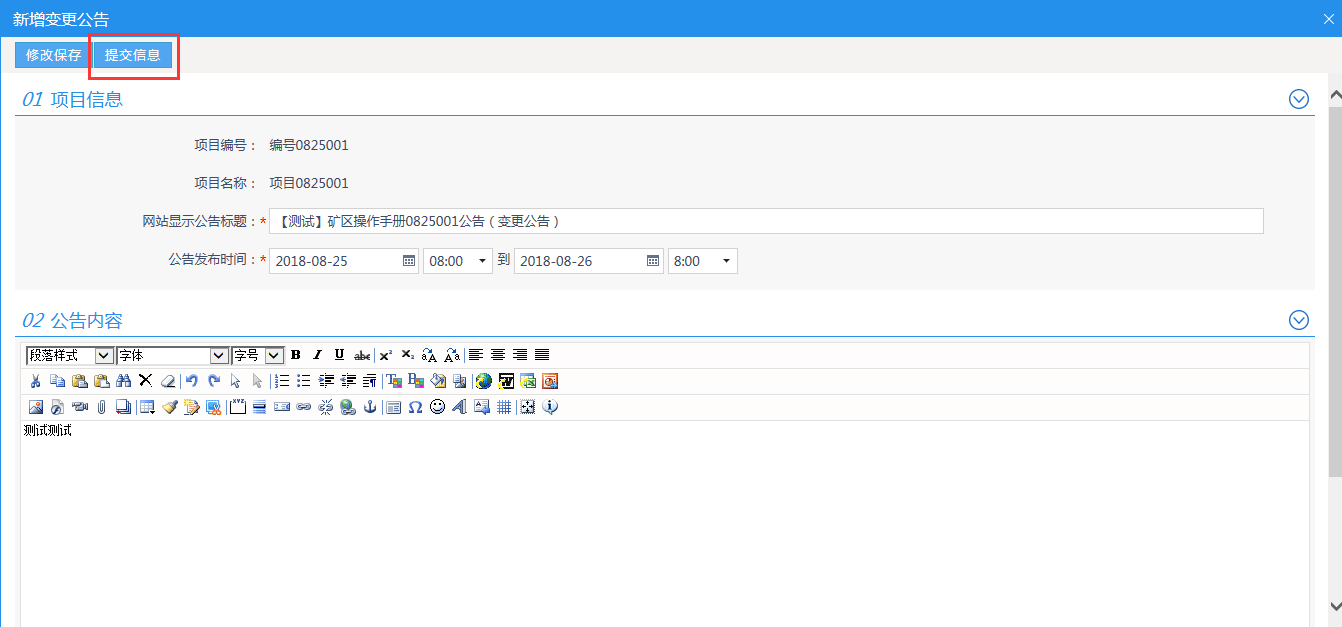 新增变更公告
修改保存 提交信息
01 项目信息
项目编号： 编号0825001
项目名称： 项目0825001
网站显示公告标题：* 【测试】矿区操作手册0825001公告（变更公告）
公告发布时间：* 2018-08-25 08:00 到 2018-08-26 8:00
02 公告内容
段落样式 字体 字号 B I U abc
测试测试